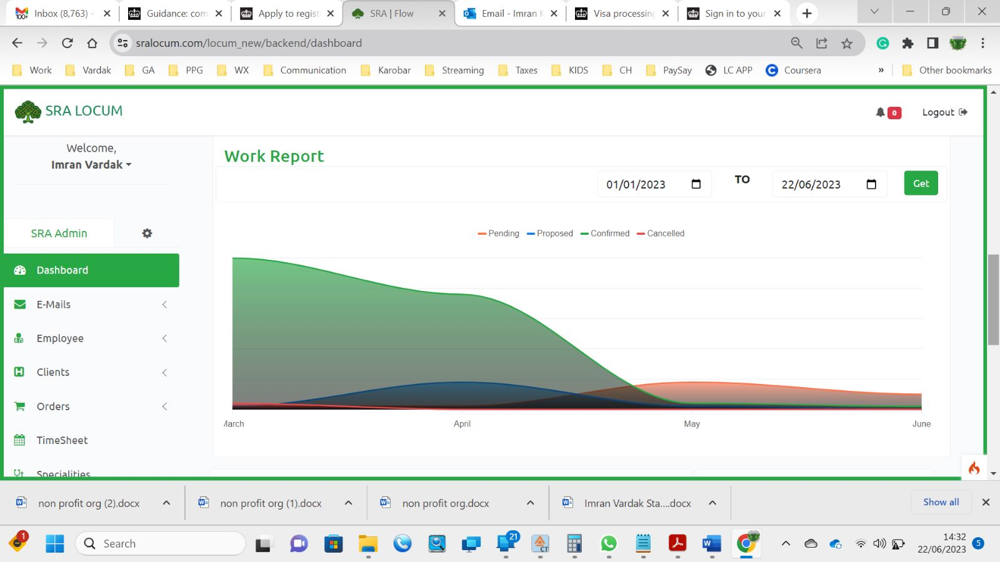 Inbox (8,763) -
Guidance: com
Apply to regist
SRA | Flow
Email - Imran K
Visa processing
Sign in to your
sralocum.com/locum_new/backend/dashboard
Work
Vardak
GA
PPG
WX
Communication
Karobar
Streaming
Taxes
KIDS
CH
PaySay
LC APP
Coursera
»
Other bookmarks
SRA LOCUM
0
Logout
Welcome,
Imran Vardak
SRA Admin
Dashboard
E-Mails
Employee
Clients
Orders
TimeSheet
Specialities
Work Report
01/01/2023
TO
22/06/2023
Get
Pending
Proposed
Confirmed
Cancelled
March
April
May
June
non profit org (2).docx
non profit org (1).docx
non profit org.docx
Imran Vardak Sta....docx
Show all
1
Search
21
CT
14:32
22/06/2023
5